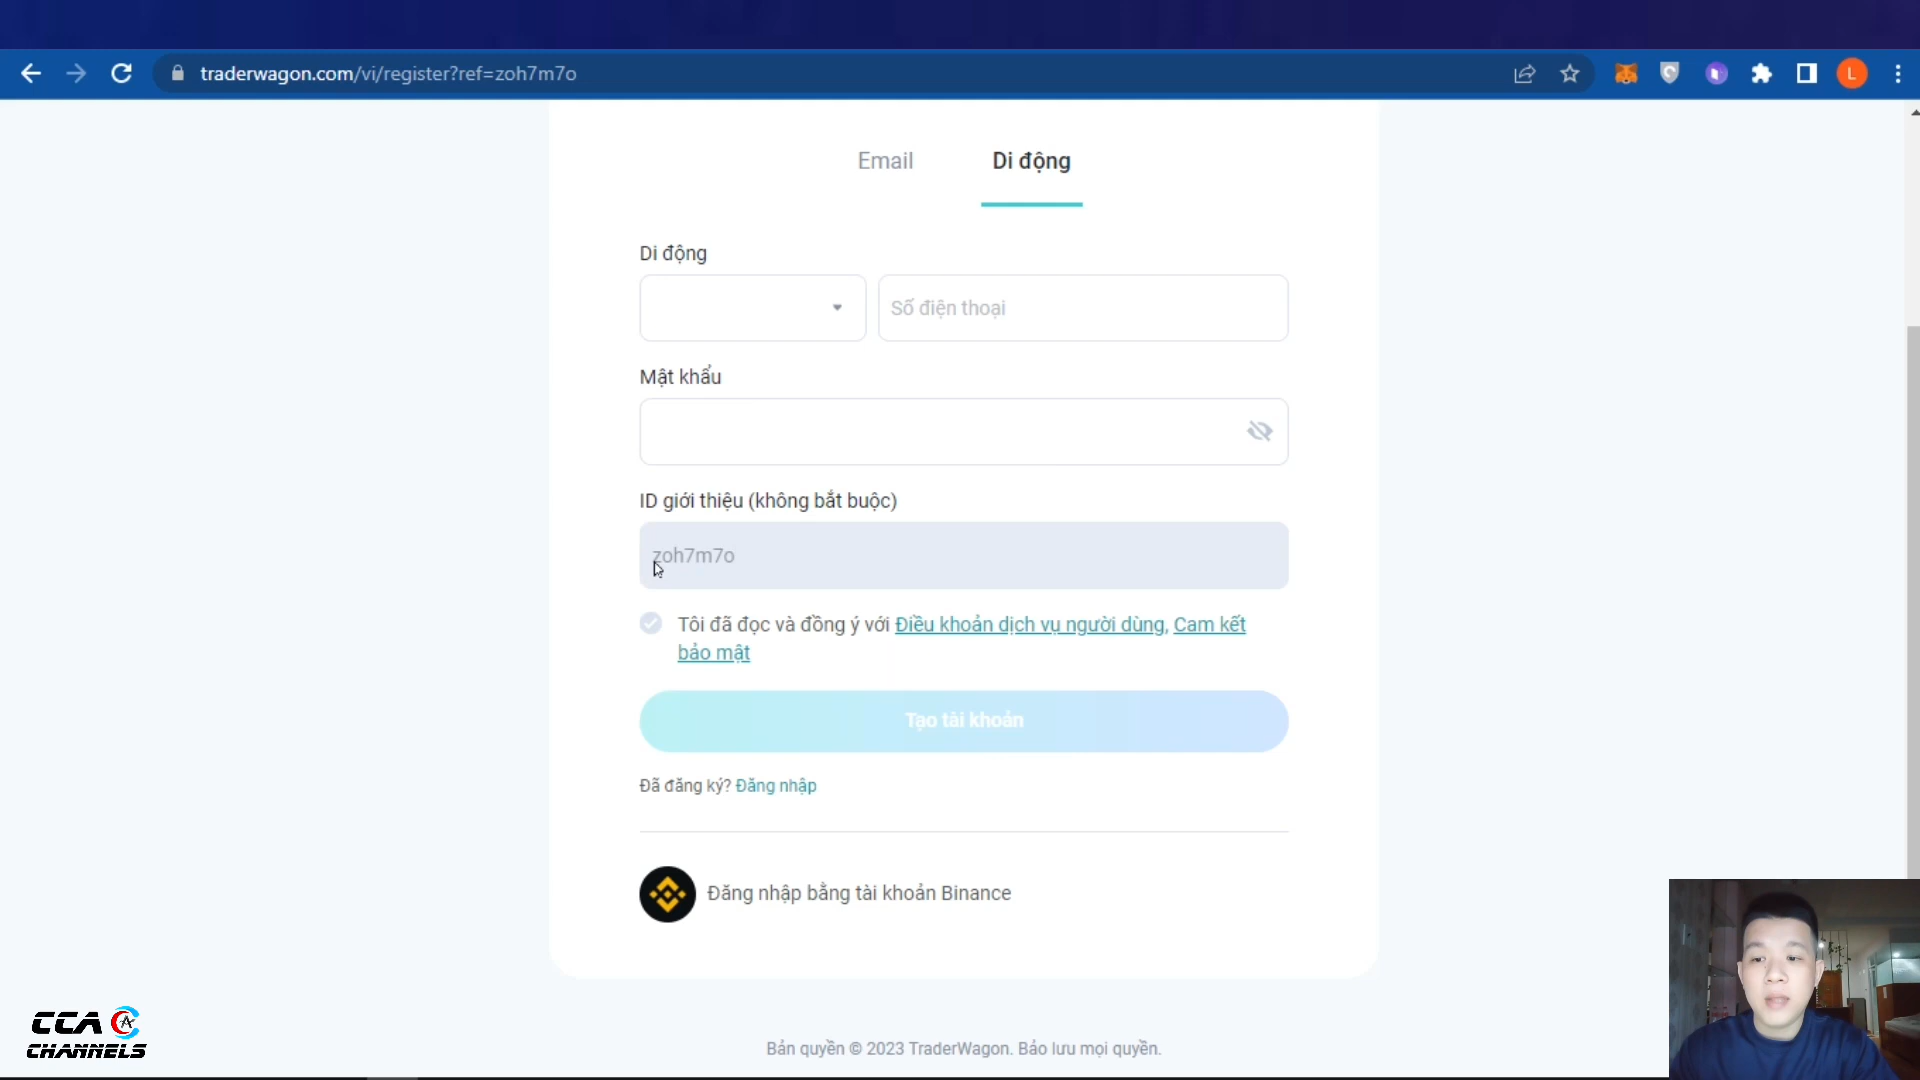 traderwagon.com/vi/register?ref=zoh7m7o
L
Email
Di động
Di động
Số điện thoại
Mật khẩu
ID giới thiệu (không bắt buộc)
zoh7m7o
Tôi đã đọc và đồng ý với Điều khoản dịch vụ người dùng, Cam kết
bảo mật
Tạo tài khoản
Đã đăng ký? Đăng nhập
Đăng nhập bằng tài khoản Binance
CCA
CHANNELS
Bản quyền © 2023 TraderWagon. Bảo lưu mọi quyền.